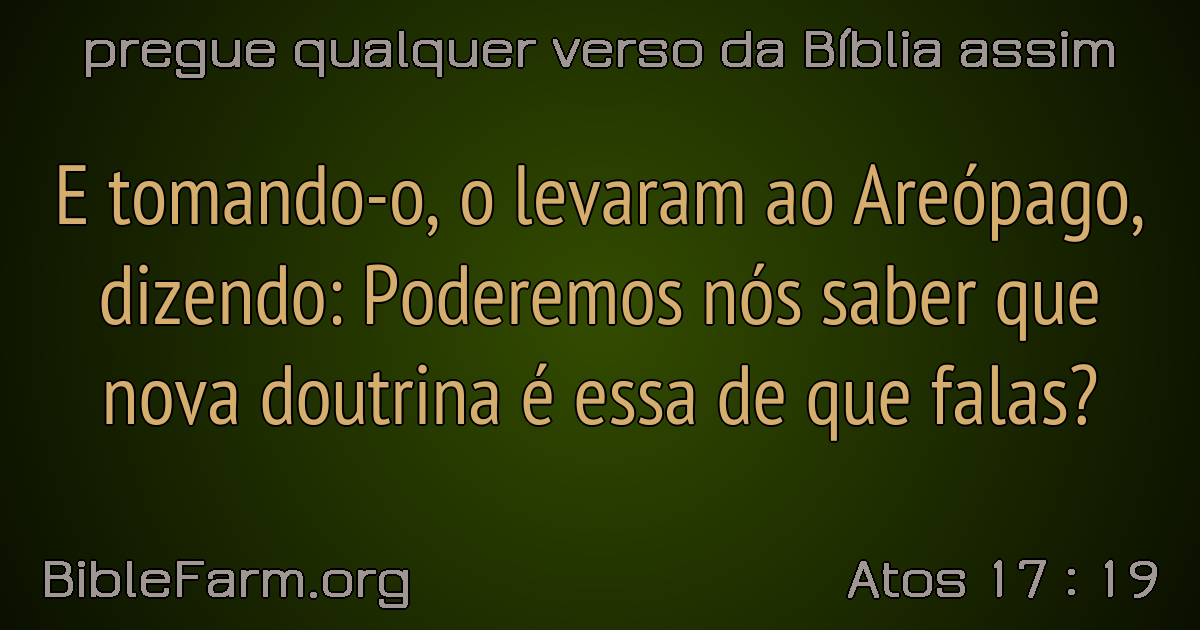 pregue qualquer verso da Bíblia assim
E tomando-o, o levaram ao Areópago,
dizendo: Poderemos nós saber que
nova doutrina é essa de que falas?
BibleFarm.org
Atos 17 : 19